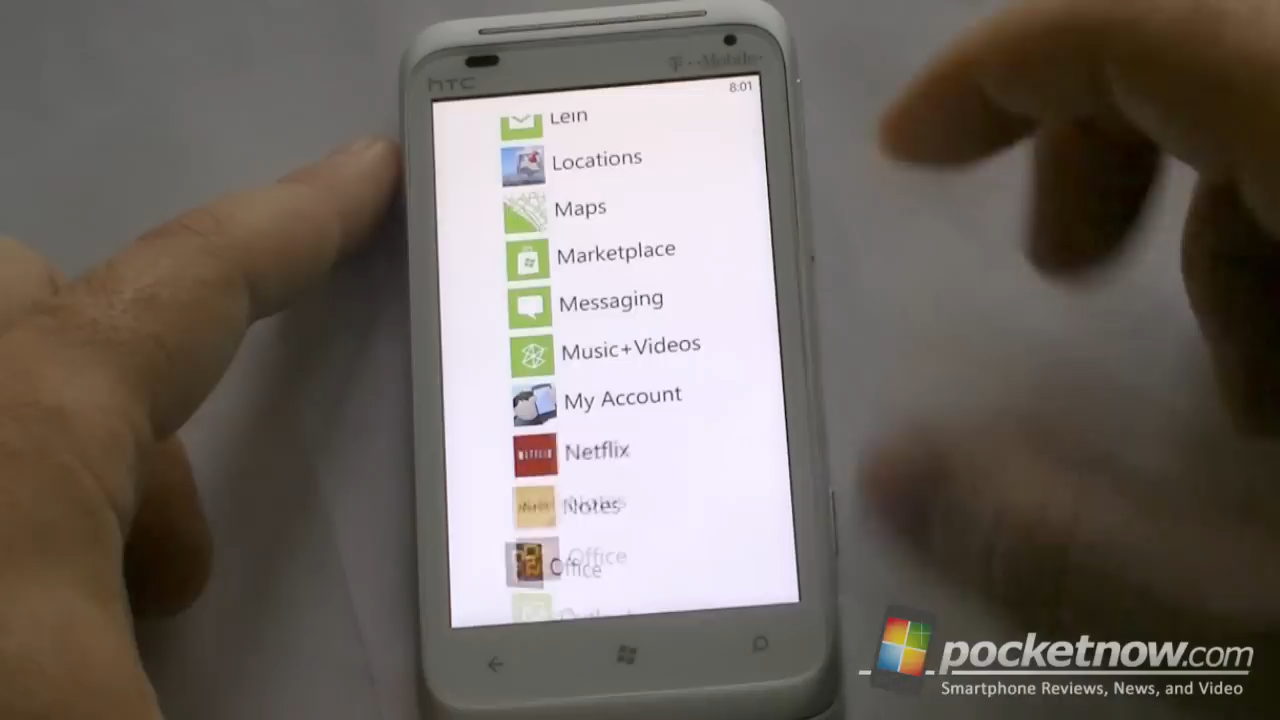 hTC
T··Mobile·
8:01
Lein
Locations
Maps
Marketplace
Messaging
Music+Videos
My Account
NETFLIX
Netflix
Notes
Office
pocketnow.com
Smartphone Reviews, News, and Video